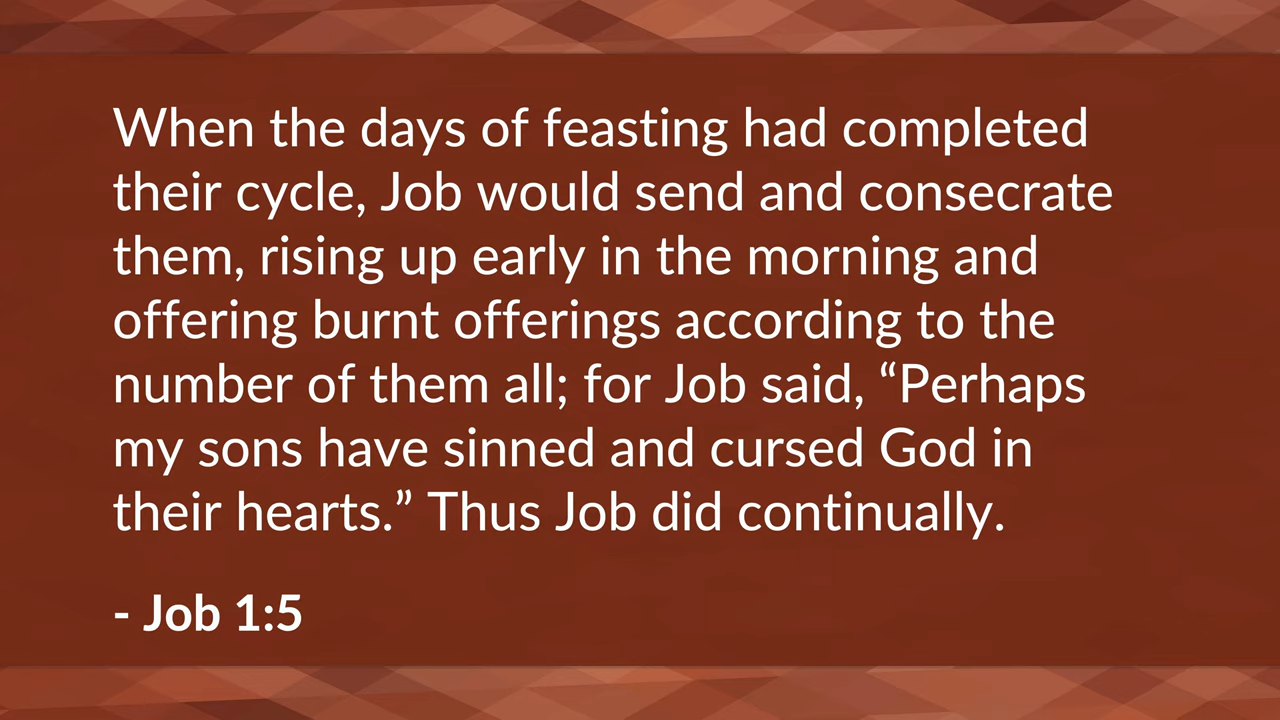 When the days of feasting had completed
their cycle, Job would send and consecrate
them, rising up early in the morning and
offering burnt offerings according to the
number of them all; for Job said, “Perhaps
my sons have sinned and cursed God in
their hearts.” Thus Job did continually.
- Job 1:5